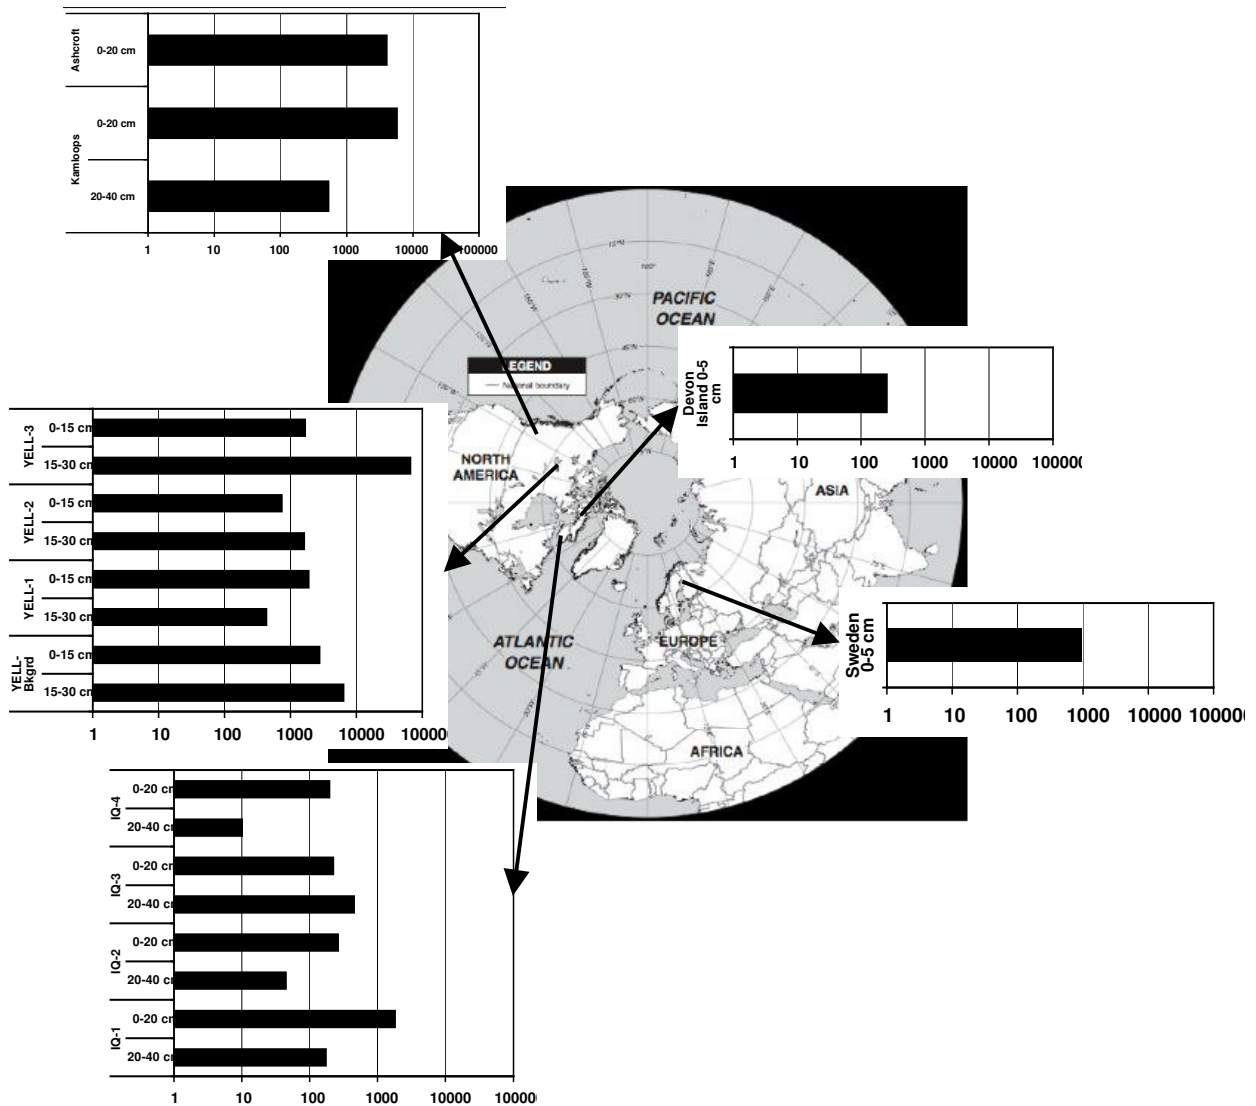 Ashcroft
0-20 cm
Kamloops
0-20 cm
20-40 cm
1 10 100 1000 10000 100000
PACIFIC
OCEAN
LEGEND
National boundary
NORTH
AMERICA
ASIA
ATLANTIC
OCEAN
EUROPE
AFRICA
Devon
Island 0-5
cm
1 10 100 1000 10000 100000
YELL-3
0-15 cm
15-30 cm
YELL-2
0-15 cm
15-30 cm
YELL-1
0-15 cm
15-30 cm
YELL-
Bkgrd
0-15 cm
15-30 cm
1 10 100 1000 10000 100000
Sweden
0-5 cm
1 10 100 1000 10000 10000
IQ-4
0-20 cm
20-40 cm
IQ-3
0-20 cm
20-40 cm
IQ-2
0-20 cm
20-40 cm
IQ-1
0-20 cm
20-40 cm
1 10 100 1000 10000 10000